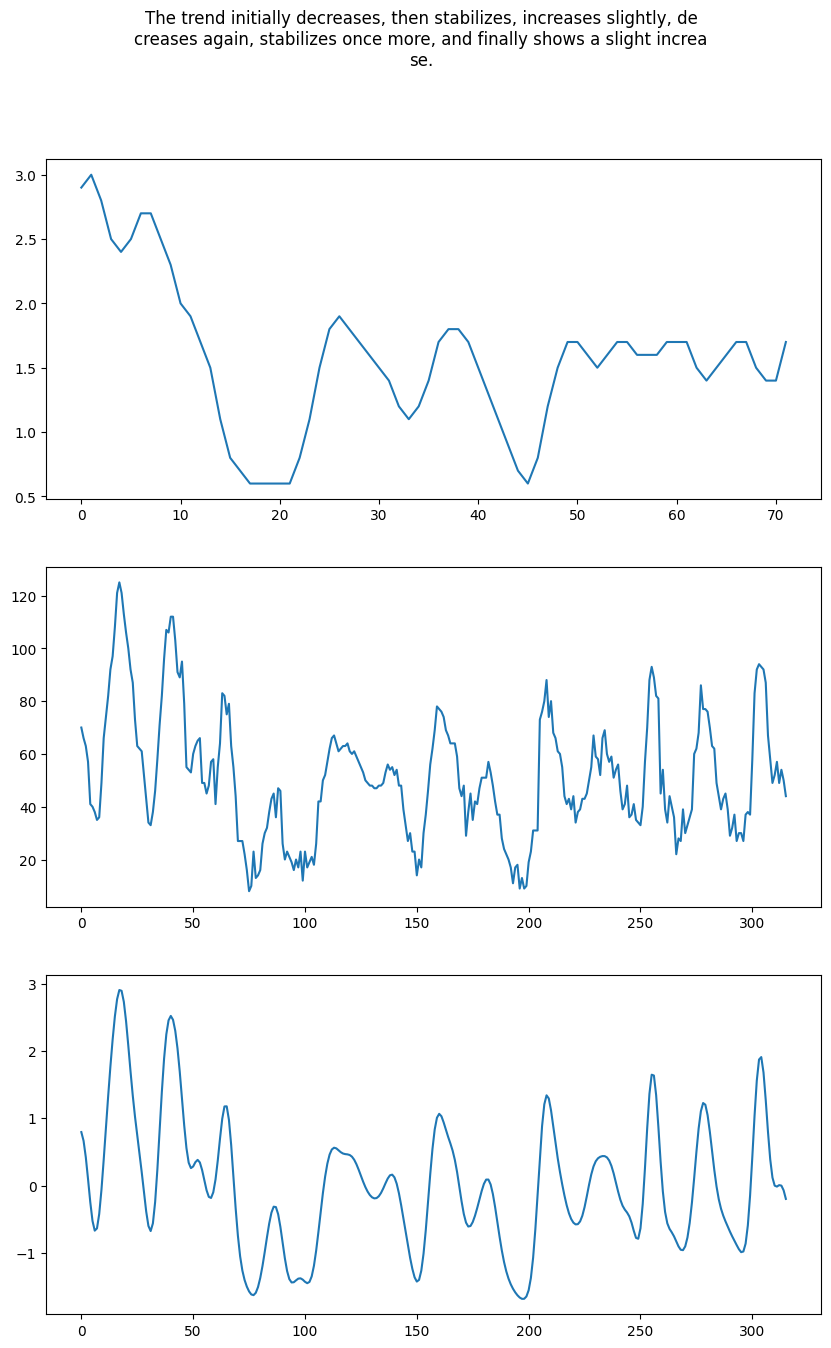 The trend initially decreases, then stabilizes, increases slightly, de
creases again, stabilizes once more, and finally shows a slight increa
se.
3.0
2.5
2.0
1.5
1.0
0.5
0 10 20 30 40 50 60 70
120
100
80
60
40
20
0 50 100 150 200 250 300
3
2
1
0
−1
0 50 100 150 200 250 300